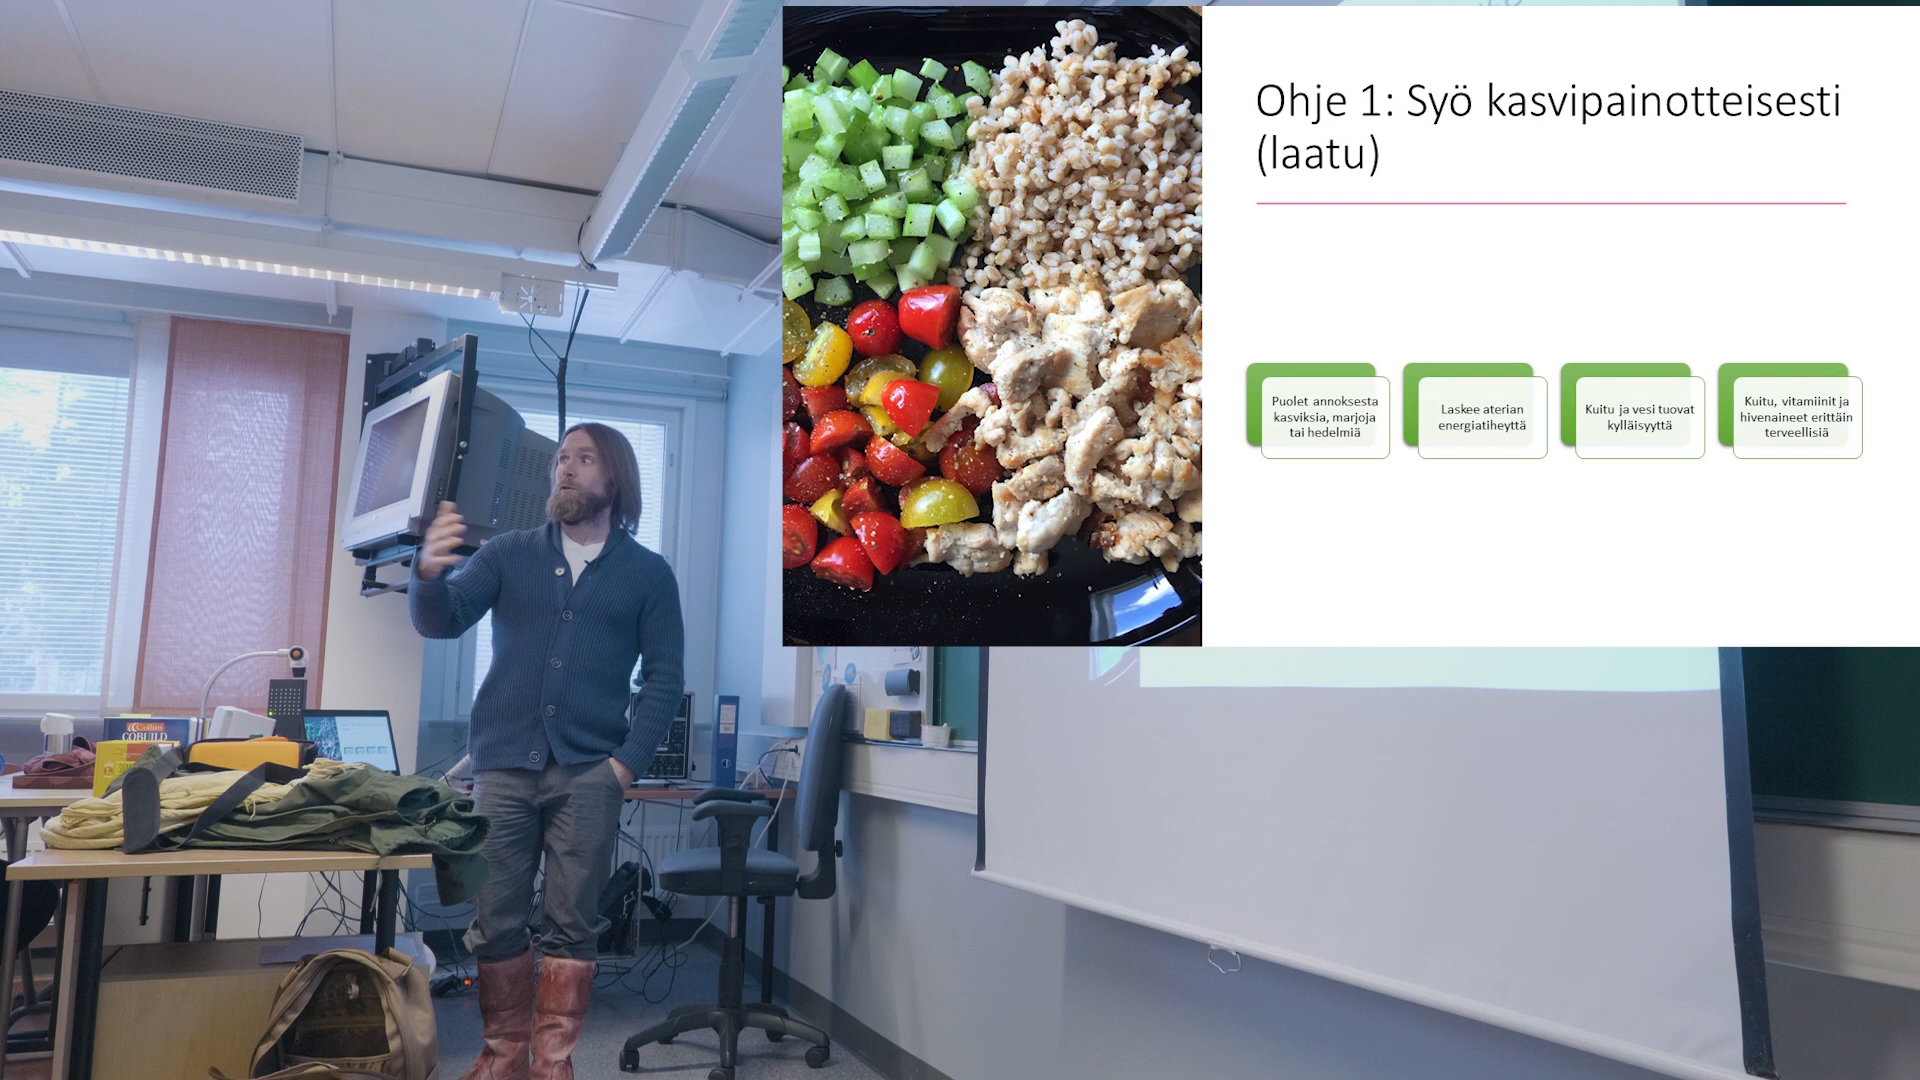 Ohje 1: Syö kasvipainotteisesti
(laatu)
Puolet annoksesta
kasviksia, marjoja
tai hedelmiä
Laskee aterian
energiatiheyttä
Kuitu ja vesi tuovat
kylläisyyttä
Kuitu, vitamiinit ja
hivenaineet erittäin
terveellisiä
Collins
COBUILD